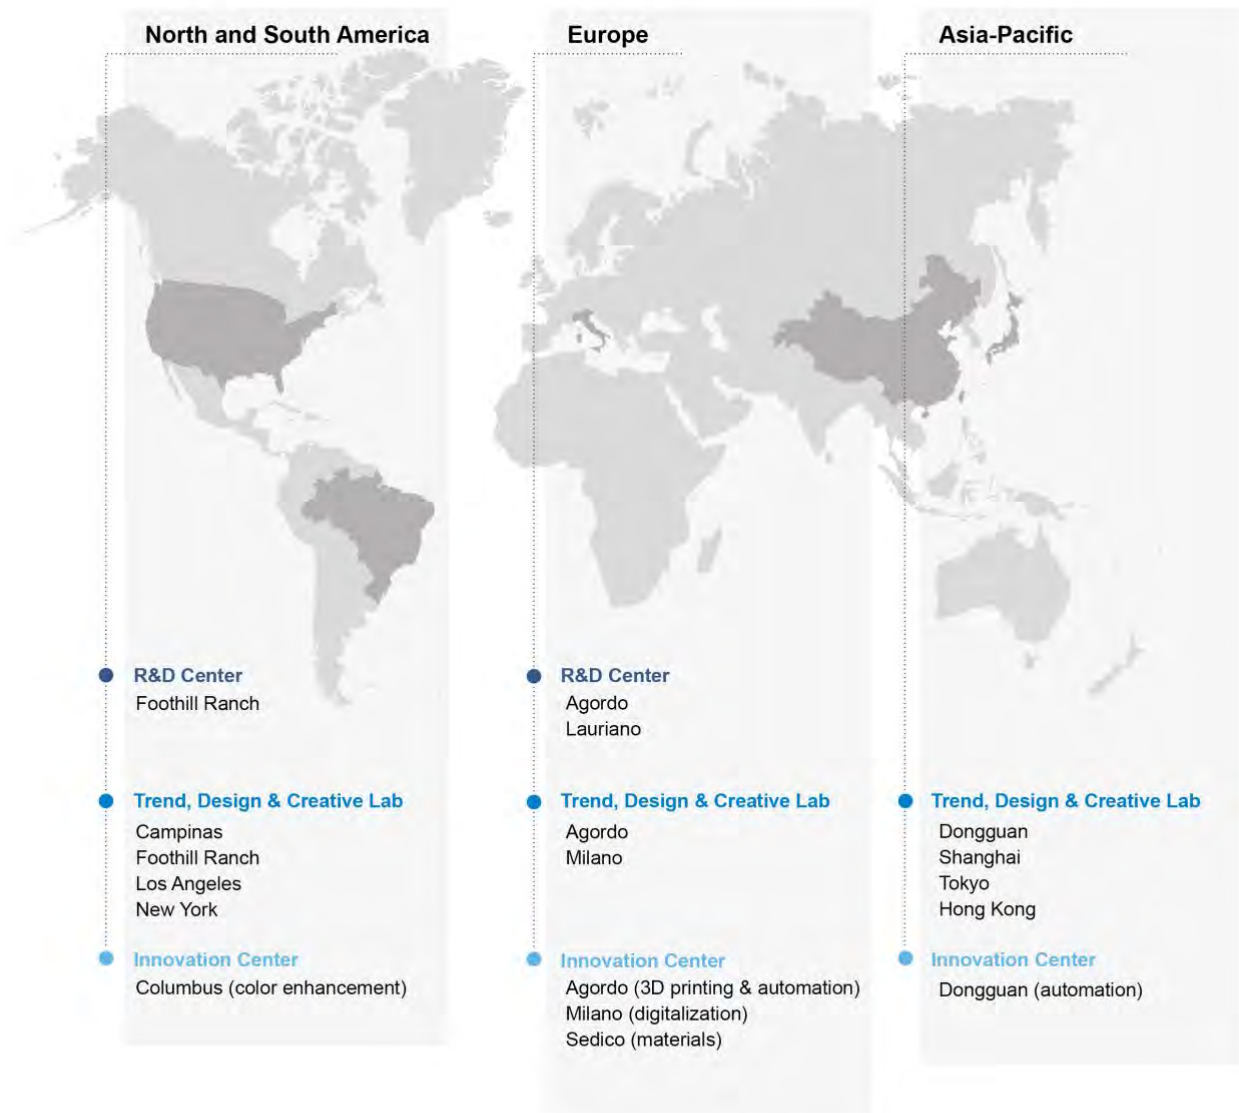 North and South America
R&D Center
Foothill Ranch
Trend, Design & Creative Lab
Campinas
Foothill Ranch
Los Angeles
New York
Innovation Center
Columbus (color enhancement)
Europe
R&D Center
Agordo
Lauriano
Trend, Design & Creative Lab
Agordo
Milano
Innovation Center
Agordo (3D printing & automation)
Milano (digitalization)
Sedico (materials)
Asia-Pacific
Trend, Design & Creative Lab
Dongguan
Shanghai
Tokyo
Hong Kong
Innovation Center
Dongguan (automation)